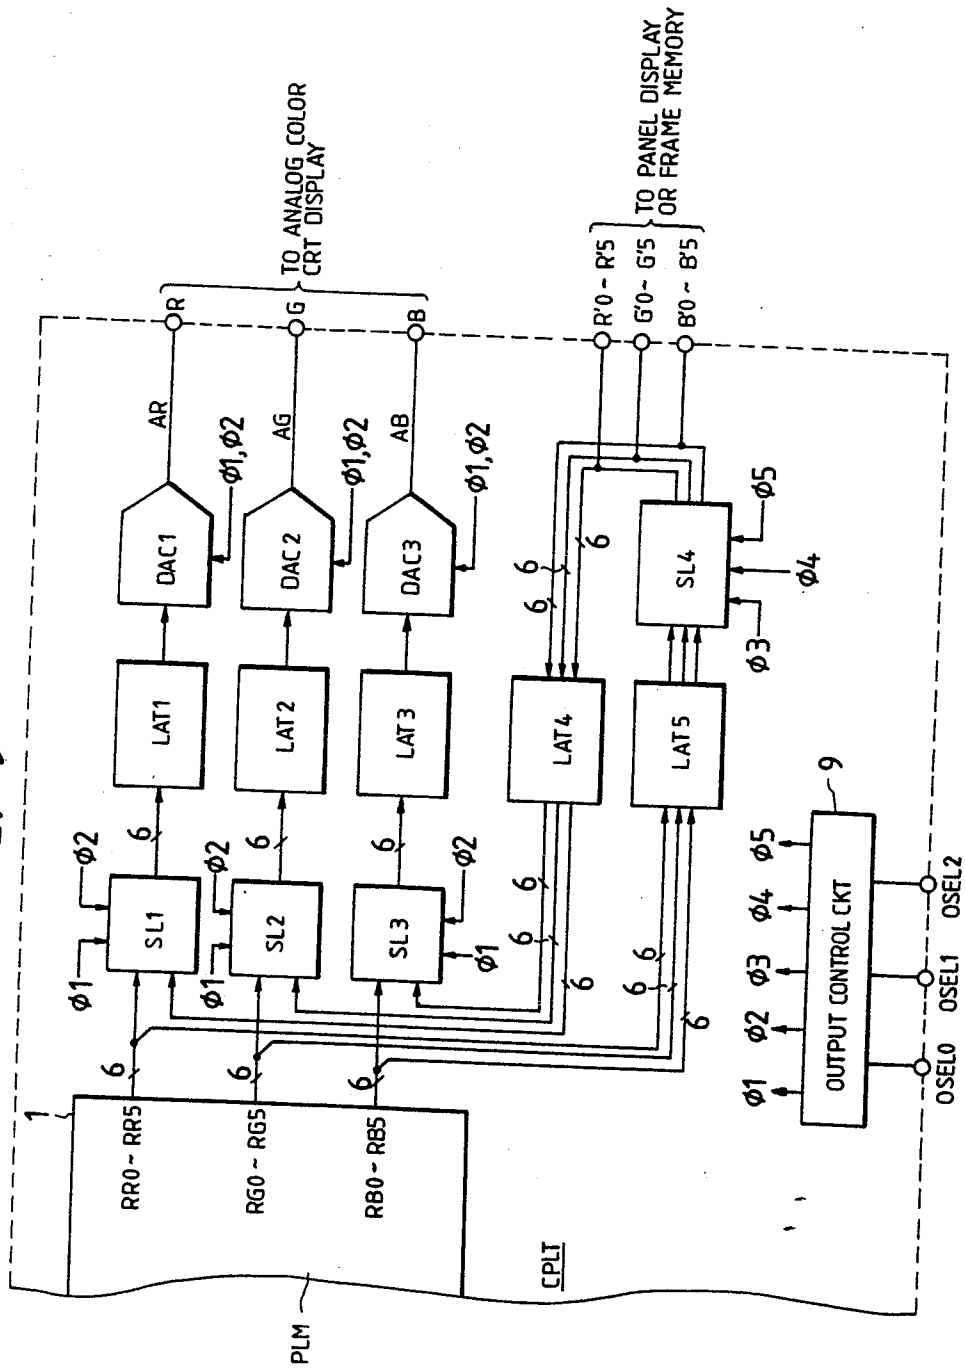 1
PLM
RR0~RR5
RG0~RG5
RB0~RB5
6
6
6
ϕ1
ϕ2
SL1
6
LAT1
DAC1
ϕ1,ϕ2
AR
R
ϕ1
ϕ2
SL2
6
LAT2
DAC2
ϕ1,ϕ2
AG
G
SL3
ϕ1
ϕ2
6
LAT3
DAC3
ϕ1,ϕ2
AB
B
TO ANALOG COLOR
CRT DISPLAY
6
6
6
LAT4
6
6
6
6
6
6
LAT5
SL4
ϕ3
ϕ4
ϕ5
R'0~R'5
G'0~G'5
B'0~B'5
TO PANEL DISPLAY
OR FRAME MEMORY
CPLT
ϕ1
ϕ2
ϕ3
ϕ4
ϕ5
9
OUTPUT CONTROL CKT
OSEL0
OSEL1
OSEL2